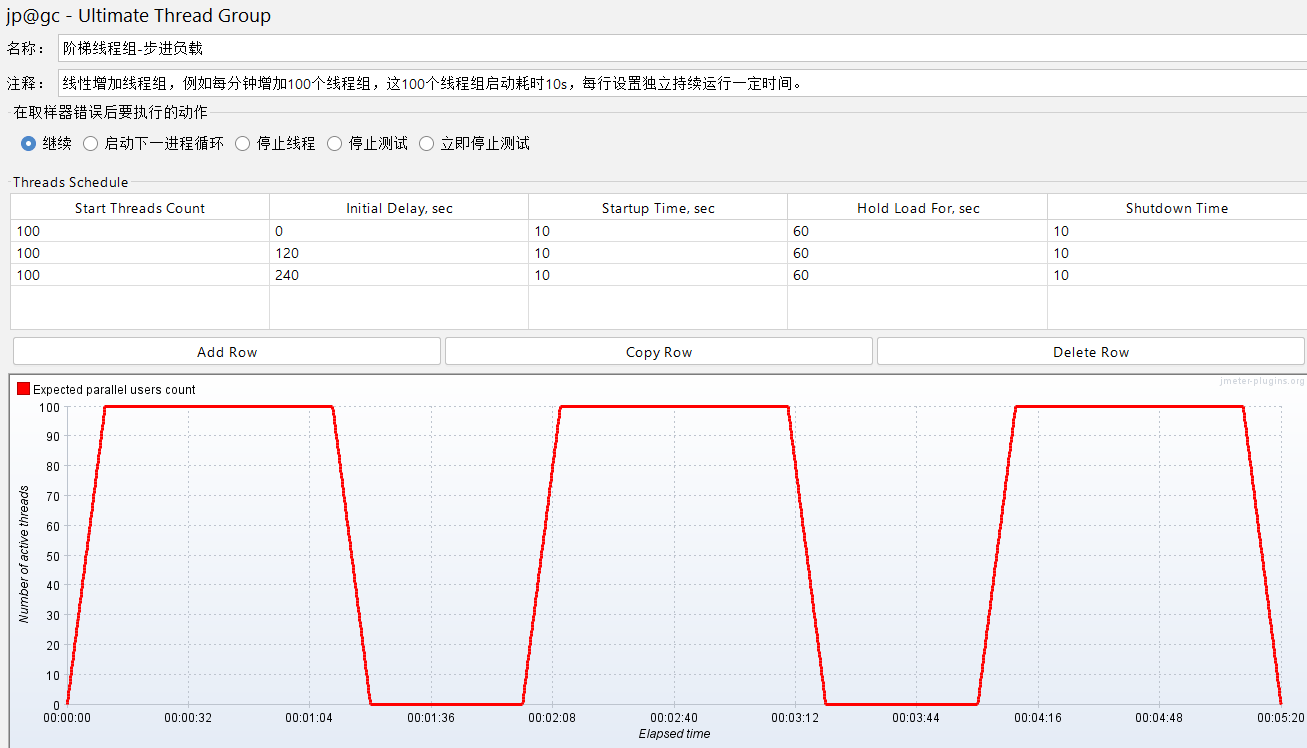 jp@gc - Ultimate Thread Group
名称： 阶梯线程组-步进负载
注释： 线性增加线程组，例如每分钟增加100个线程组，这100个线程组启动耗时10s，每行设置独立持续运行一定时间。
在取样器错误后要执行的动作
继续 启动下一进程循环 停止线程 停止测试 立即停止测试
Threads Schedule
Start Threads Count Initial Delay, sec Startup Time, sec Hold Load For, sec Shutdown Time
100 0 10 60 10
100 120 10 60 10
100 240 10 60 10
Add Row Copy Row Delete Row
jmeter-plugins.org
Expected parallel users count
100
90
80
70
60
50
40
30
20
10
0
Number of active threads
00:00:00 00:00:32 00:01:04 00:01:36 00:02:08 00:02:40 00:03:12 00:03:44 00:04:16 00:04:48 00:05:20
Elapsed time